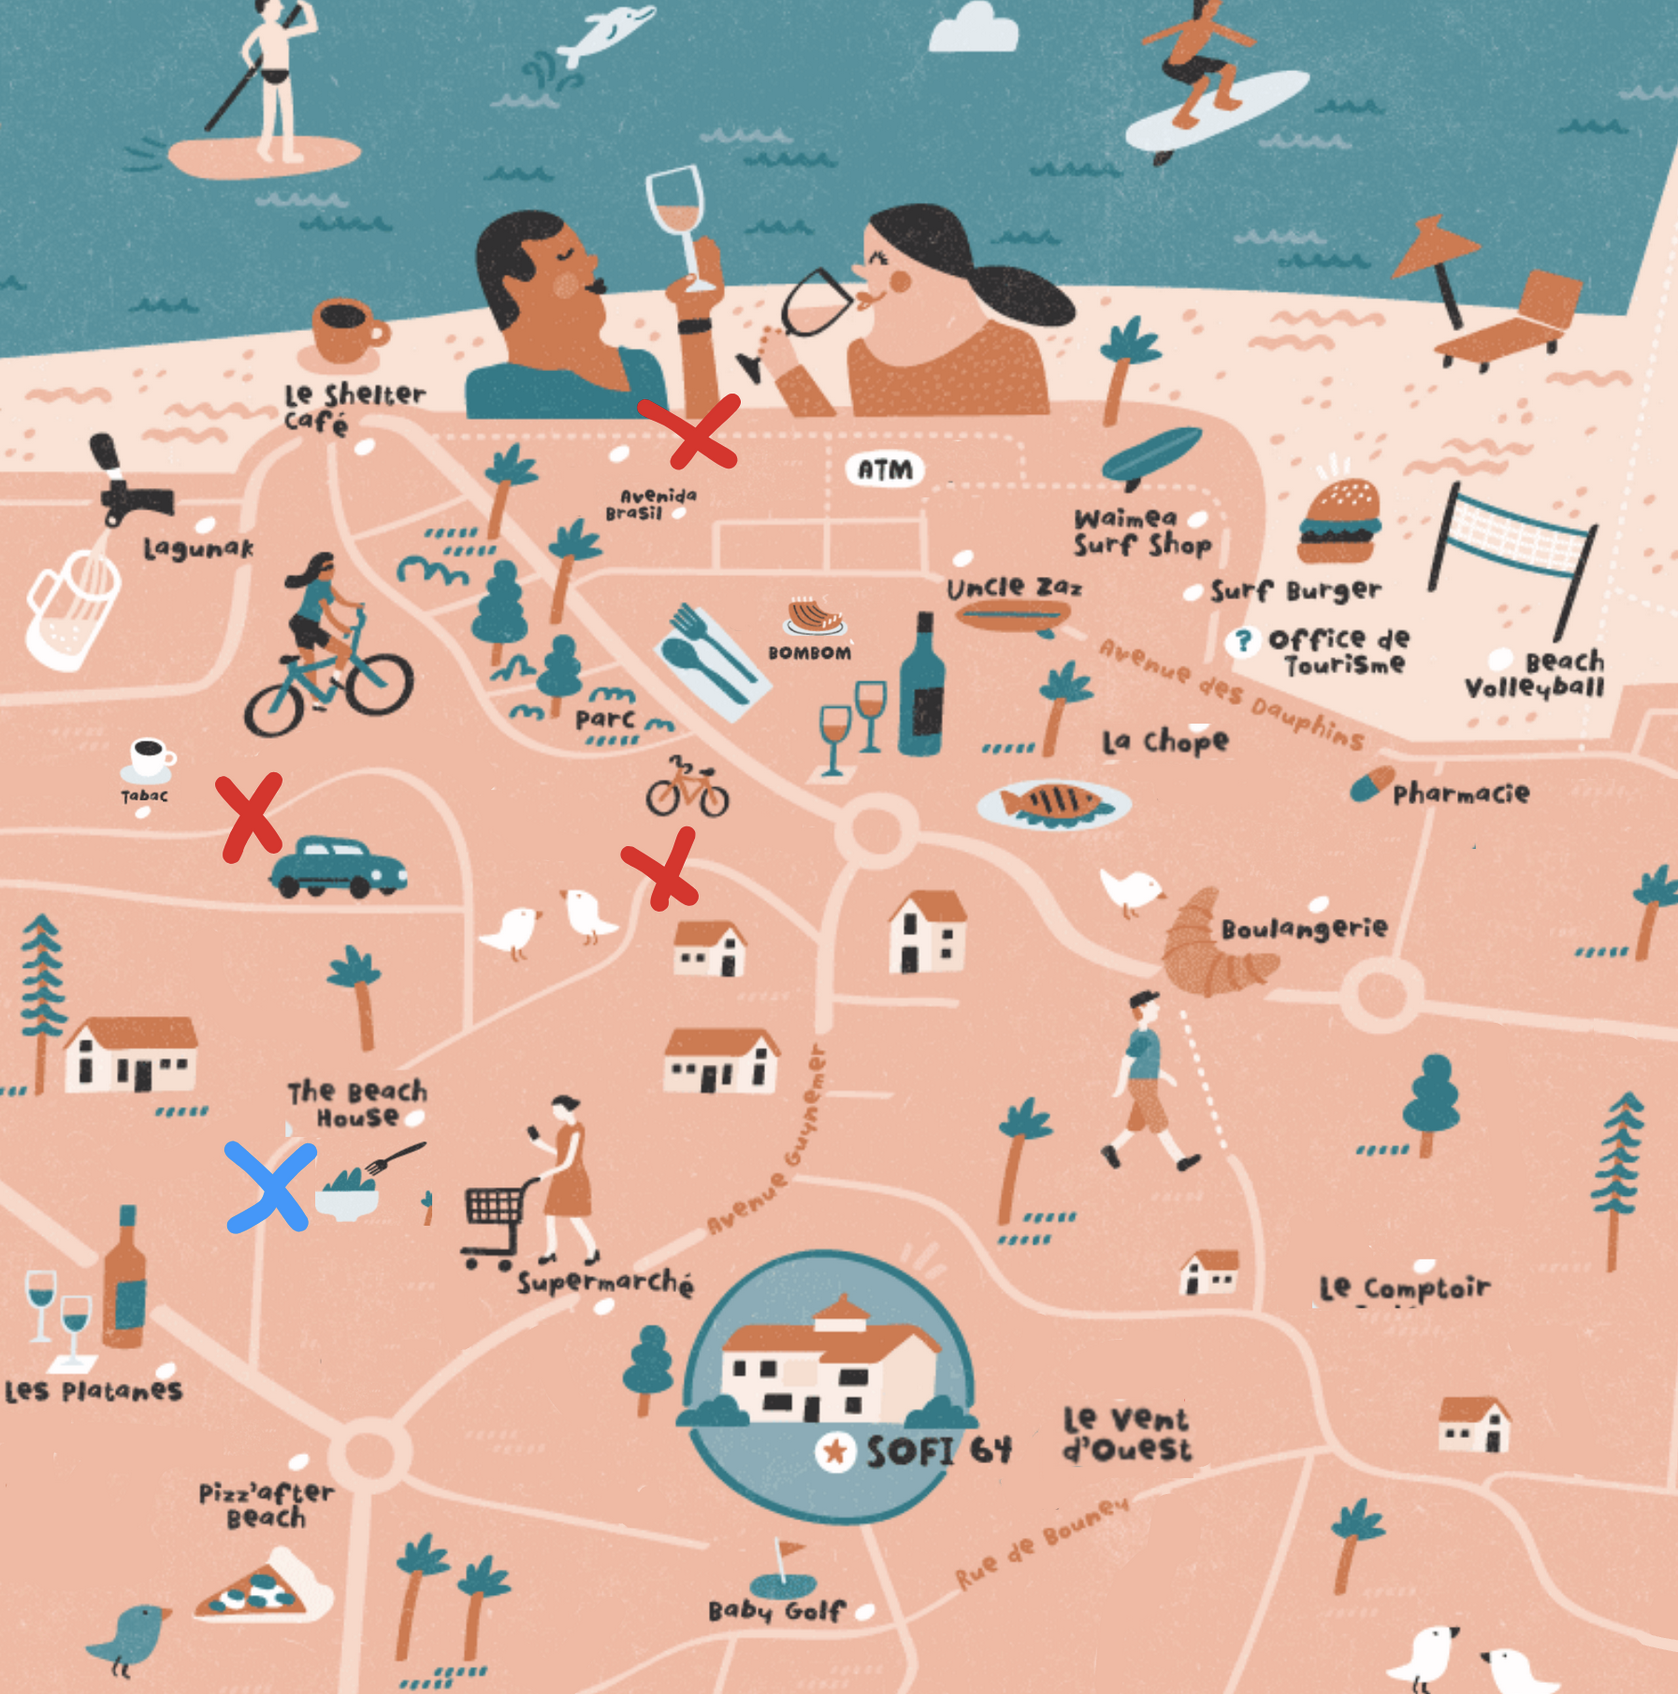 Le Shelter
Café
ATM
Avenida
Brasil
Lagunak
Waimea
Surf Shop
Uncle Zaz
Surf Burger
? Office de
Tourisme
Beach
Volleyball
BOMBOM
Avenue des Dauphins
Parc
La Chope
Tabac
Pharmacie
Boulangerie
The Beach
House
Avenue Guynemer
Supermarché
Le Comptoir
Les Platanes
SOFI 64
Le Vent
d'Ouest
Pizz'after
Beach
Rue de Bouney
Baby Golf